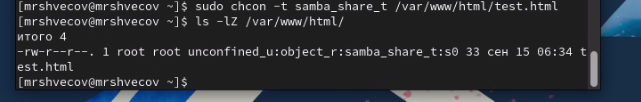 [mrshvecov@mrshvecov ~]$ sudo chcon -t samba_share_t /var/www/html/test.html
[mrshvecov@mrshvecov ~]$ ls -lZ /var/www/html/
итого 4
-rw-r--r--. 1 root root unconfined_u:object_r:samba_share_t:s0 33 сен 15 06:34 t
est.html
[mrshvecov@mrshvecov ~]$